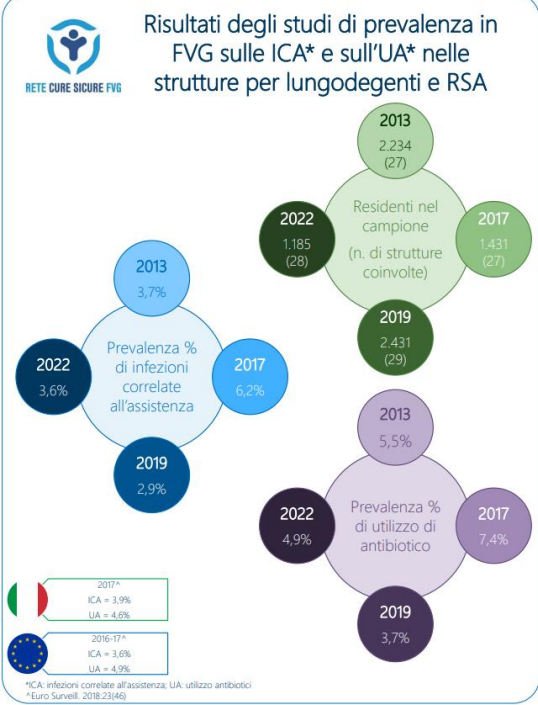 Risultati degli studi di prevalenza in
FVG sulle ICA* e sull'UA* nelle
strutture per lungodegenti e RSA
RETE CURE SICURE FVG
2013
2.234
(27)
Residenti nel
campione
(n. di strutture
coinvolte)
2022
1.185
(28)
2017
1.431
(27)
2019
2.431
(29)
2013
3,7%
Prevalenza %
di infezioni
correlate
all'assistenza
2022
3,6%
2017
6,2%
2019
2,9%
2013
5,5%
Prevalenza %
di utilizzo di
antibiotico
2022
4,9%
2017
7,4%
2019
3,7%
2017^
ICA = 3,9%
UA = 4,6%
2016-17^
ICA = 3,6%
UA = 4,9%
*ICA: infezioni correlate all'assistenza; UA: utilizzo antibiotici
^Euro Surveill. 2018:23(46)